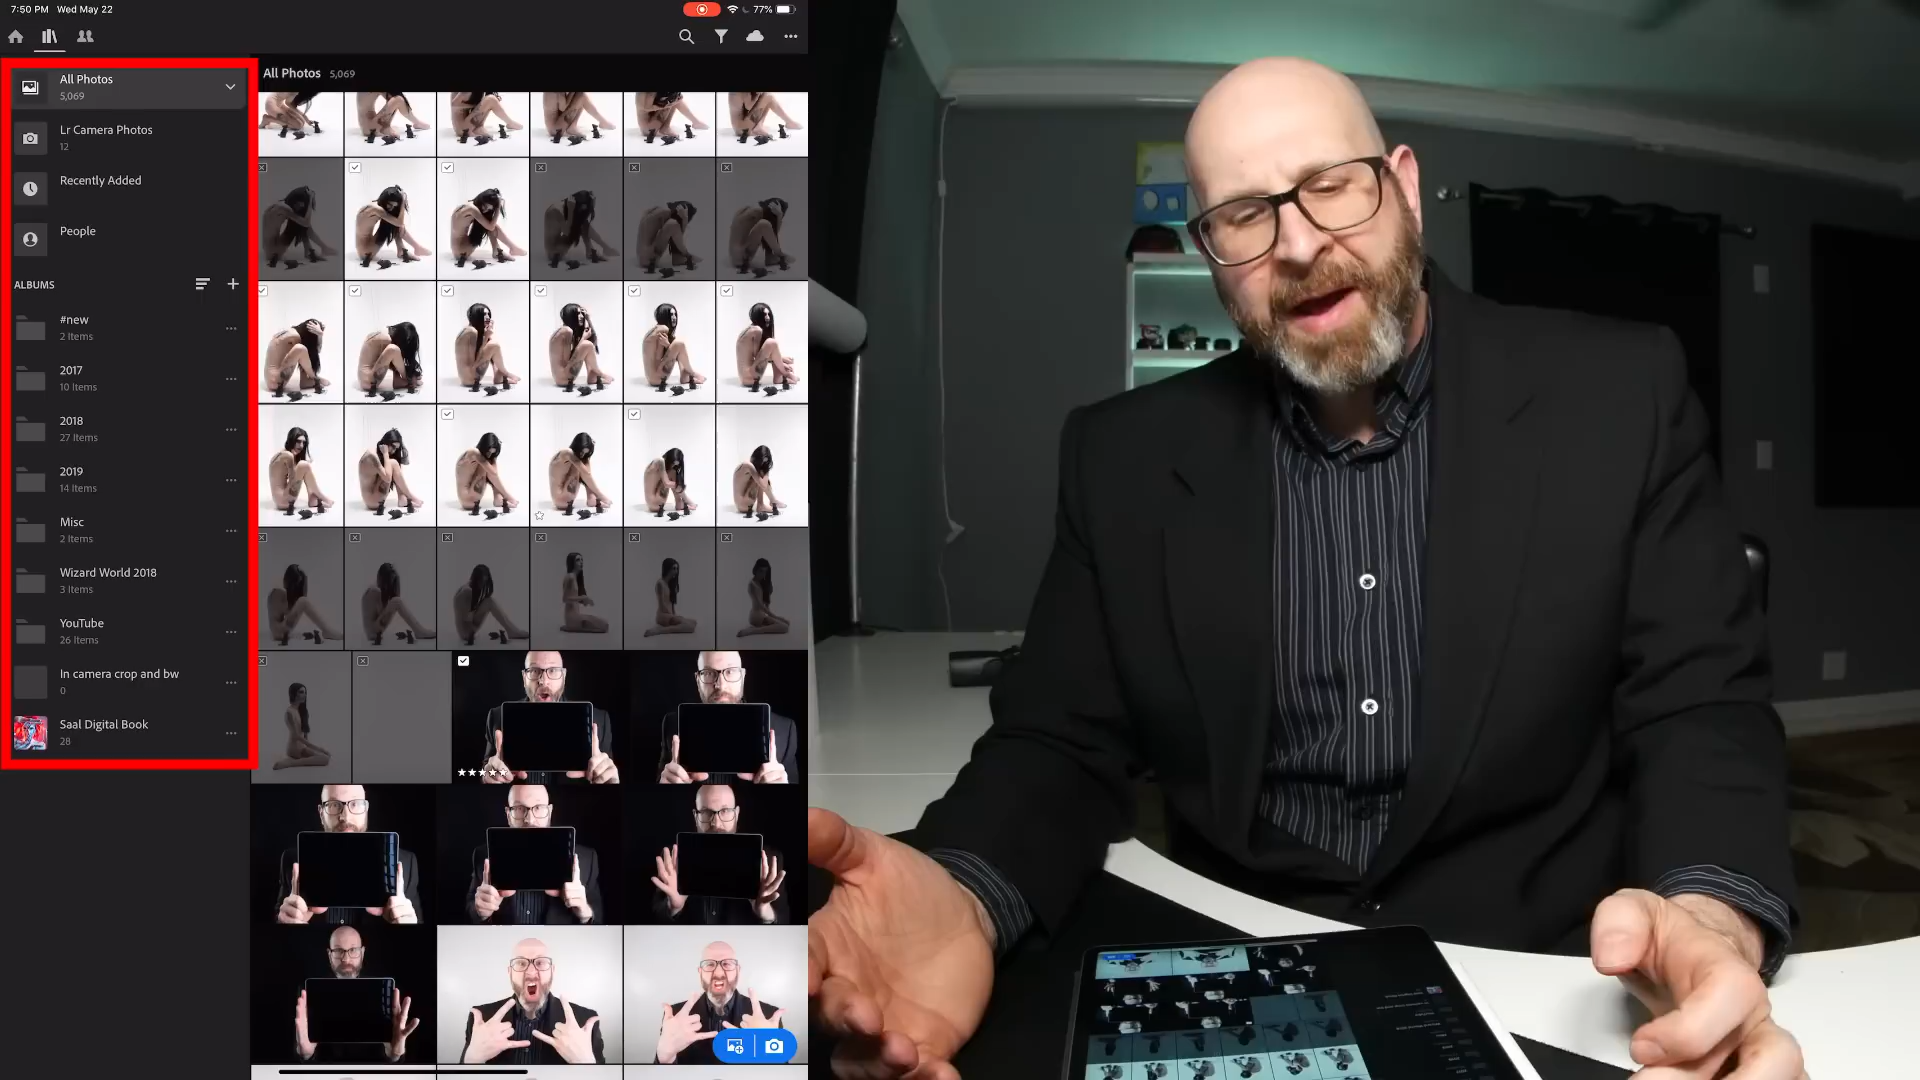 7:50 PM Wed May 22
77%
All Photos
5,069
All Photos 5,069
Lr Camera Photos
12
Recently Added
People
ALBUMS
#new
2 Items
2017
10 Items
2018
27 Items
2019
14 Items
Misc
2 Items
Wizard World 2018
3 Items
YouTube
26 Items
In camera crop and bw
0
Saal Digital Book
28